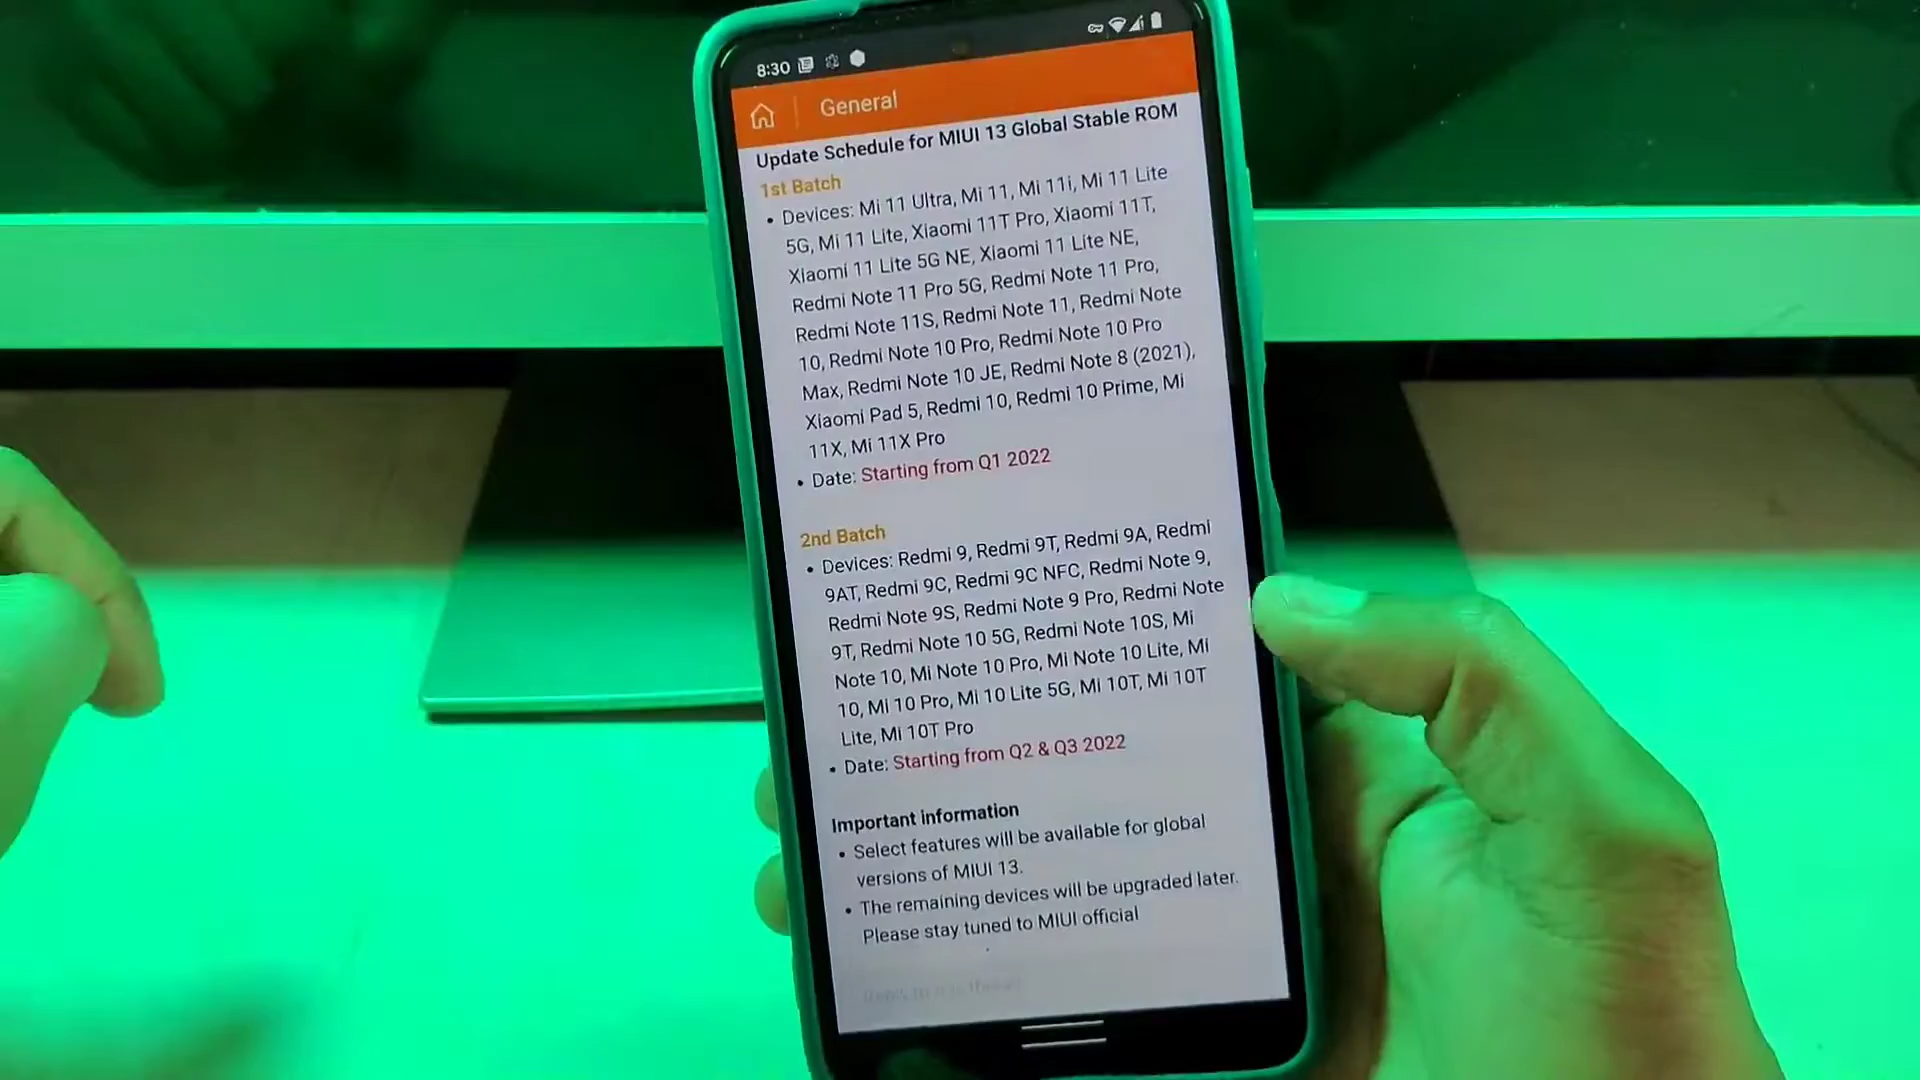 8:30
General
Update Schedule for MIUI 13 Global Stable ROM
1st Batch
• Devices: Mi 11 Ultra, Mi 11, Mi 11i, Mi 11 Lite
5G, Mi 11 Lite, Xiaomi 11T Pro, Xiaomi 11T,
Xiaomi 11 Lite 5G NE, Xiaomi 11 Lite NE,
Redmi Note 11 Pro 5G, Redmi Note 11 Pro,
Redmi Note 11S, Redmi Note 11, Redmi Note
10, Redmi Note 10 Pro, Redmi Note 10 Pro
Max, Redmi Note 10 JE, Redmi Note 8 (2021),
Xiaomi Pad 5, Redmi 10, Redmi 10 Prime, Mi
11X, Mi 11X Pro
• Date: Starting from Q1 2022
2nd Batch
• Devices: Redmi 9, Redmi 9T, Redmi 9A, Redmi
9AT, Redmi 9C, Redmi 9C NFC, Redmi Note 9,
Redmi Note 9S, Redmi Note 9 Pro, Redmi Note
9T, Redmi Note 10 5G, Redmi Note 10S, Mi
Note 10, Mi Note 10 Pro, Mi Note 10 Lite, Mi
10, Mi 10 Pro, Mi 10 Lite 5G, Mi 10T, Mi 10T
Lite, Mi 10T Pro
• Date: Starting from Q2 & Q3 2022
Important information
• Select features will be available for global
versions of MIUI 13.
• The remaining devices will be upgraded later.
Please stay tuned to MIUI official